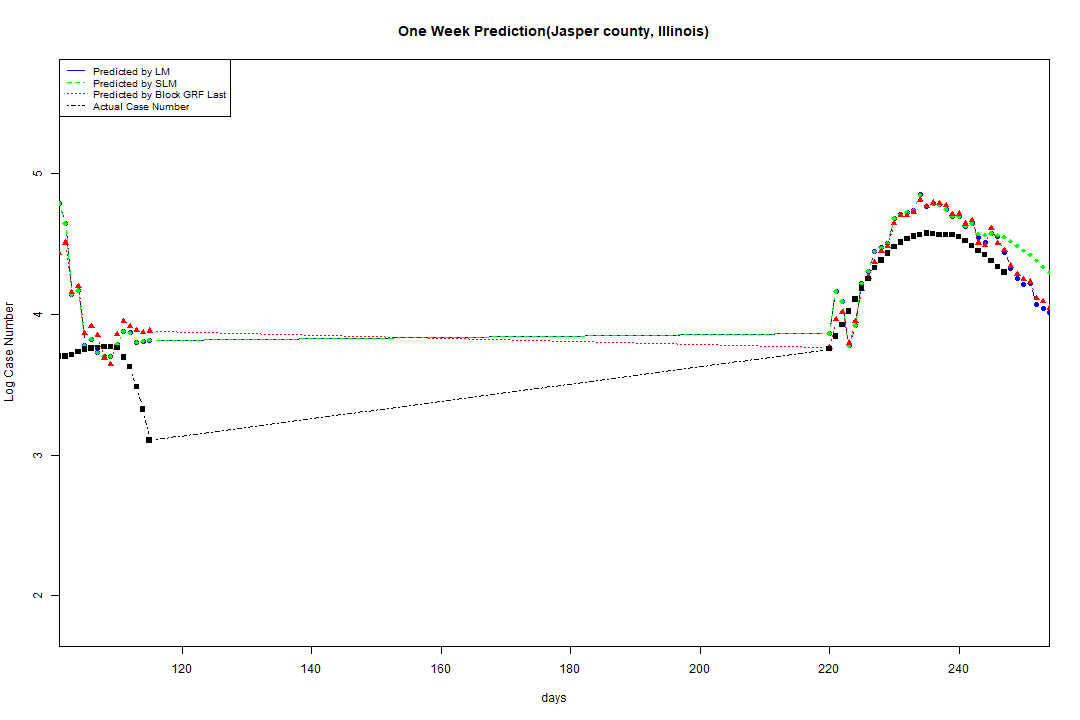 One Week Prediction(Jasper county, Illinois)
Predicted by LM
Predicted by SLM
Predicted by Block GRF Last
Actual Case Number
Log Case Number
5
4
3
2
120 140 160 180 200 220 240
days